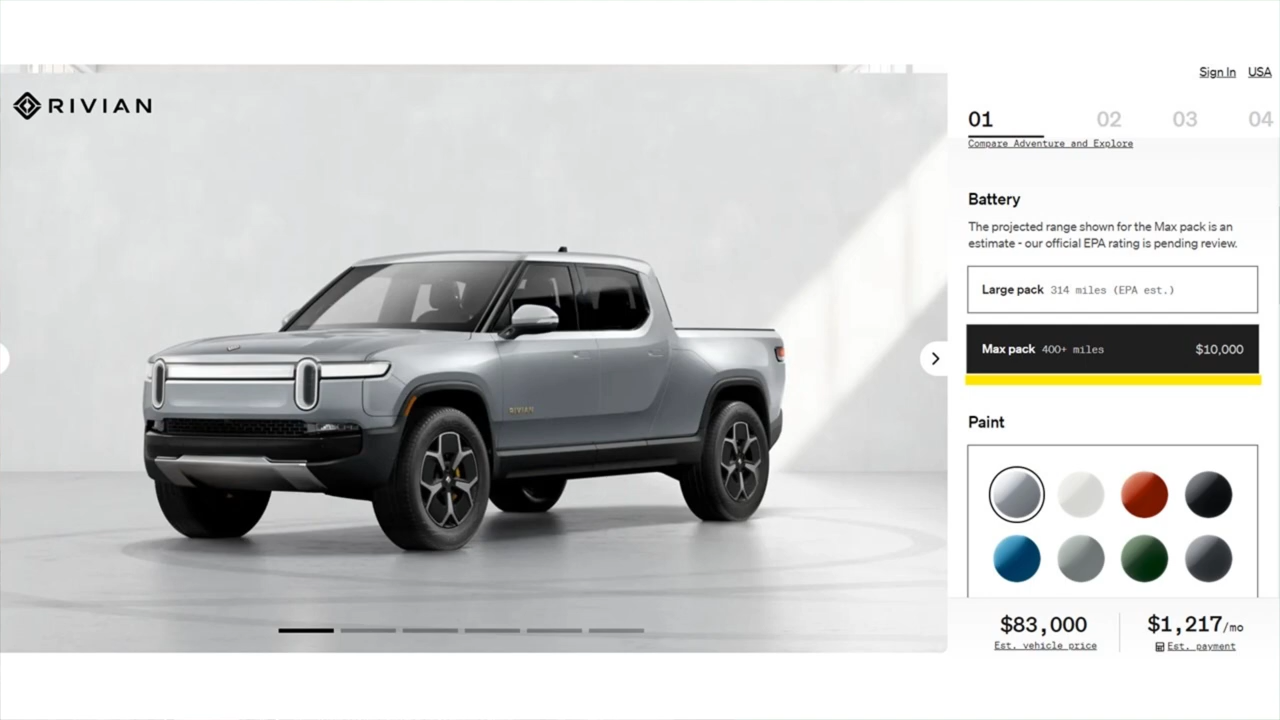 Sign In USA
RIVIAN
01 02 03 04
Compare Adventure and Explore
Battery
The projected range shown for the Max pack is an
estimate - our official EPA rating is pending review.
Large pack 314 miles (EPA est.)
Max pack 400+ miles $10,000
Paint
RIVIAN
$83,000 $1,217/mo
Est. vehicle price Est. payment